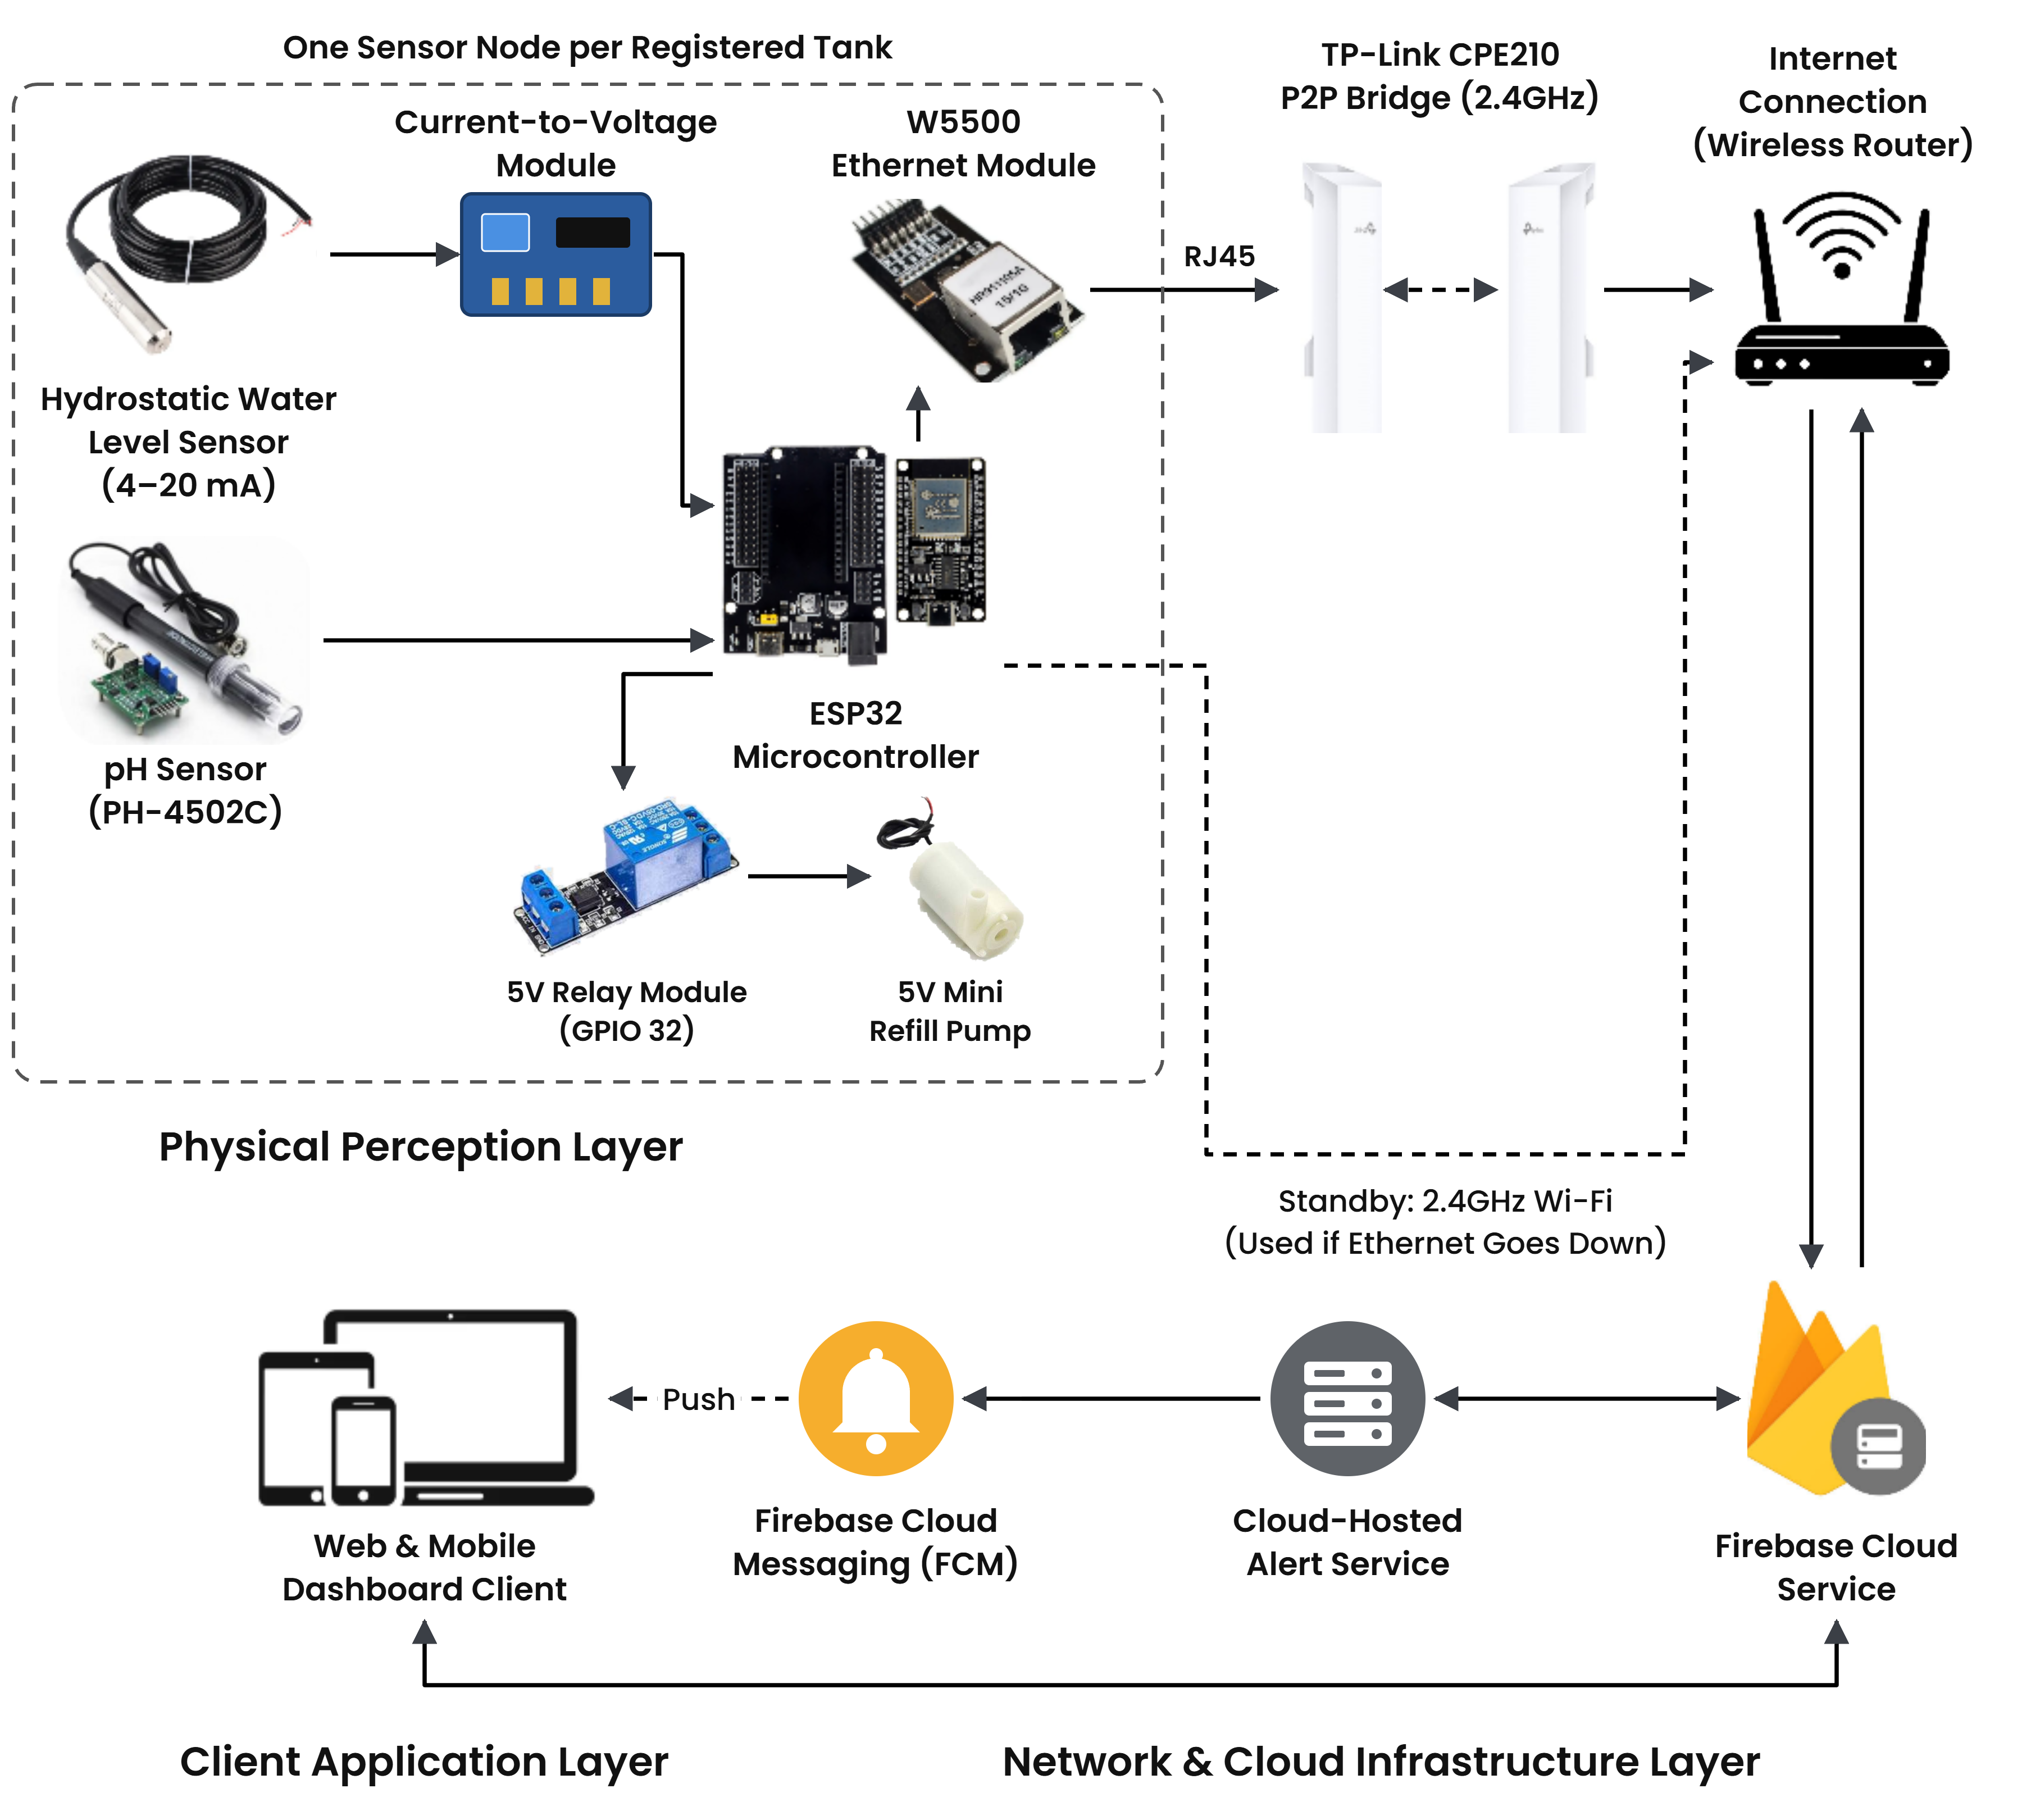 One Sensor Node per Registered Tank
TP-Link CPE210
P2P Bridge (2.4GHz)
Internet
Connection
(Wireless Router)
Current-to-Voltage
Module
W5500
Ethernet Module
HR911105A
15/10
RJ45
Hydrostatic Water
Level Sensor
(4–20 mA)
pH Sensor
(PH-4502C)
ESP32
Microcontroller
5V Relay Module
(GPIO 32)
5V Mini
Refill Pump
Physical Perception Layer
Standby: 2.4GHz Wi-Fi
(Used if Ethernet Goes Down)
Push
Web & Mobile
Dashboard Client
Firebase Cloud
Messaging (FCM)
Cloud-Hosted
Alert Service
Firebase Cloud
Service
Client Application Layer
Network & Cloud Infrastructure Layer